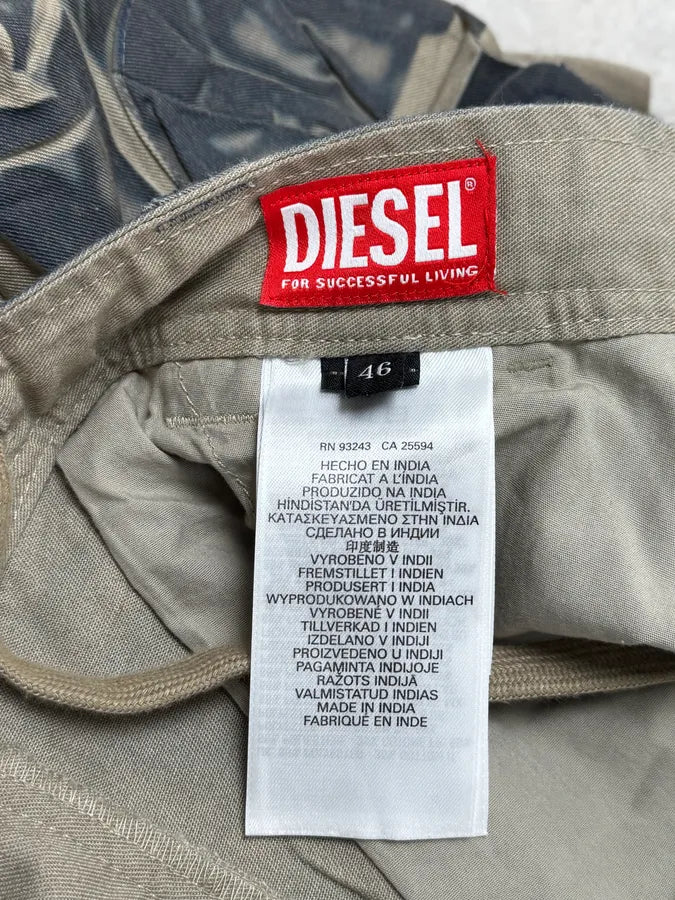 DIESEL®
FOR SUCCESSFUL LIVING
46
RN 93243 CA 25594
HECHO EN INDIA
FABRICAT A L'ÍNDIA
PRODUZIDO NA INDIA
HİNDİSTAN'DA ÜRETİLMİŞTİR.
ΚΑΤΑΣΚΕΥΑΣΜΕΝΟ ΣΤΗΝ ΙΝΔΙΑ
СДЕЛАНО В ИНДИИ
印度制造
VYROBENO V INDII
FREMSTILLET I INDIEN
PRODUSERT I INDIA
WYPRODUKOWANO W INDIACH
VYROBENÉ V INDII
TILLVERKAD I INDIEN
IZDELANO V INDIJI
PROIZVEDENO U INDIJI
PAGAMINTA INDIJOJE
RAŽOTS INDIJĀ
VALMISTATUD INDIAS
MADE IN INDIA
FABRIQUÉ EN INDE